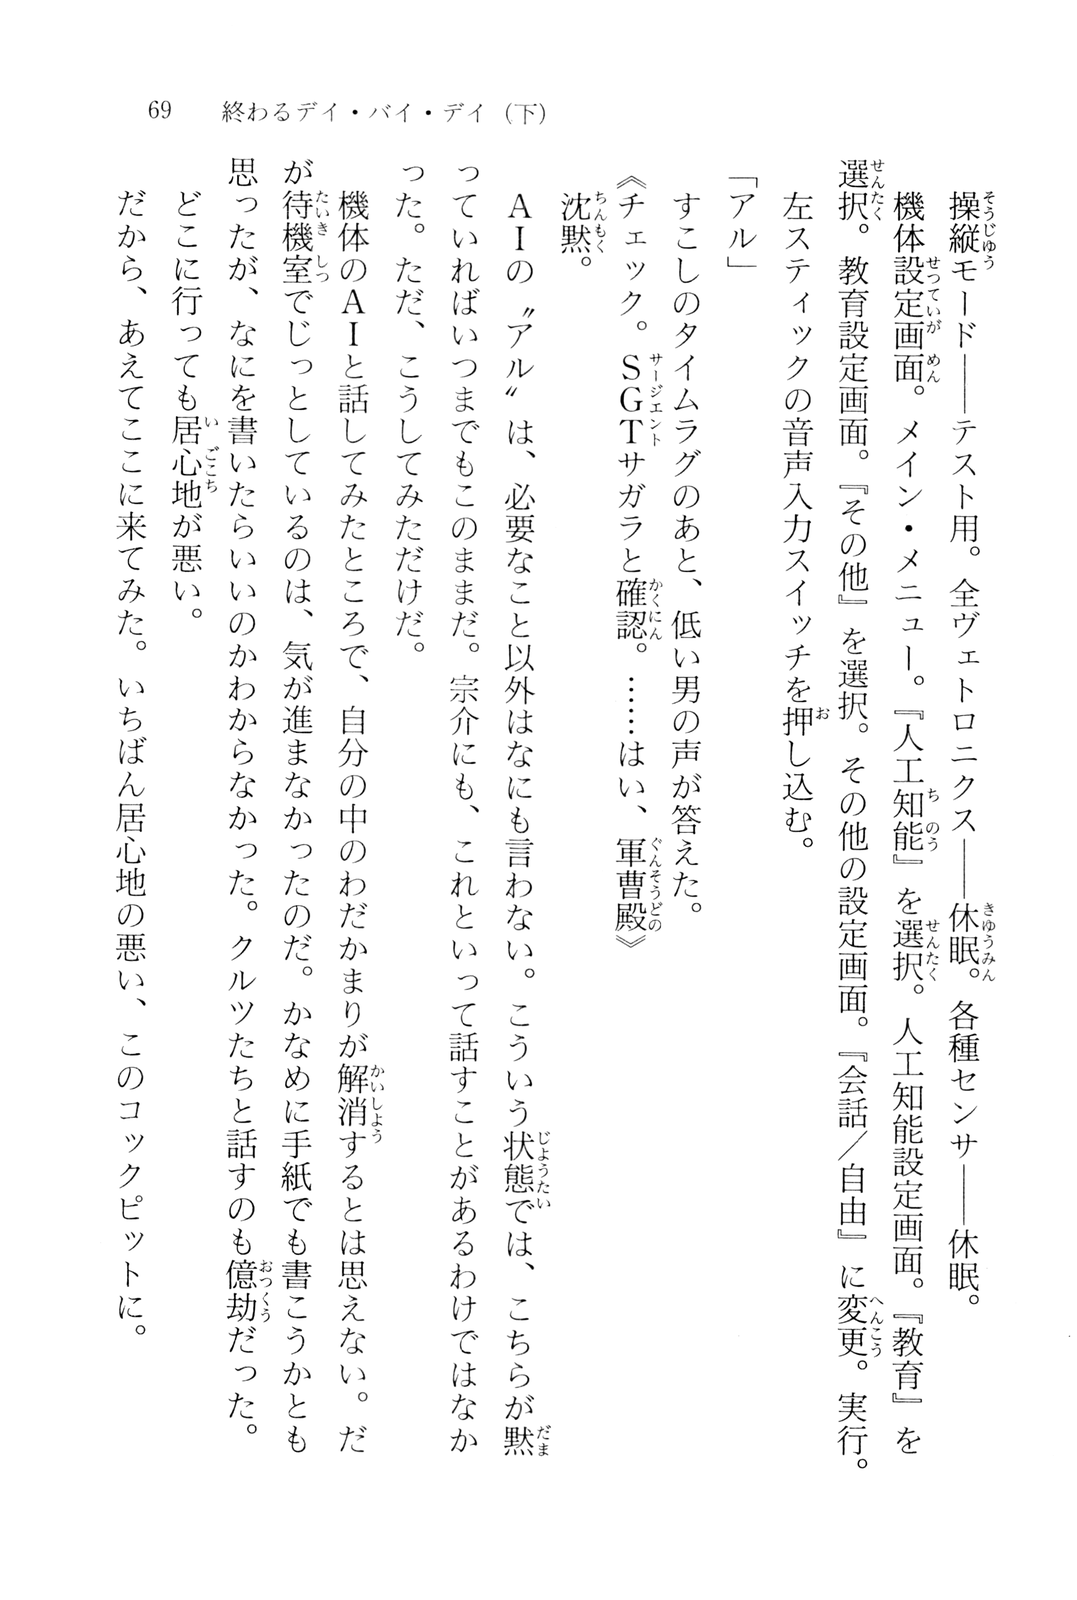 69 終わるデイ・バイ・デイ（下）
操縦モード――テスト用。全ヴェトロニクス――休眠。各種センサ――休眠。
機体設定画面。メイン・メニュー。『人工知能』を選択。人工知能設定画面。『教育』を
選択。教育設定画面。『その他』を選択。その他の設定画面。『会話／自由』に変更。実行。
左スティックの音声入力スイッチを押し込む。
「アル」
すこしのタイムラグのあと、低い男の声が答えた。
《チェック。ＳＧＴサガラと確認。……はい、軍曹殿》
沈黙。
ＡＩの〝アル〟は、必要なこと以外はなにも言わない。こういう状態では、こちらが黙
っていればいつまでもこのままだ。宗介にも、これといって話すことがあるわけではなか
った。ただ、こうしてみただけだ。
機体のＡＩと話してみたところで、自分の中のわだかまりが解消するとは思えない。だ
が待機室でじっとしているのは、気が進まなかったのだ。かなめに手紙でも書こうかとも
思ったが、なにを書いたらいいのかわからなかった。クルツたちと話すのも億劫だった。
どこに行っても居心地が悪い。
だから、あえてここに来てみた。いちばん居心地の悪い、このコックピットに。